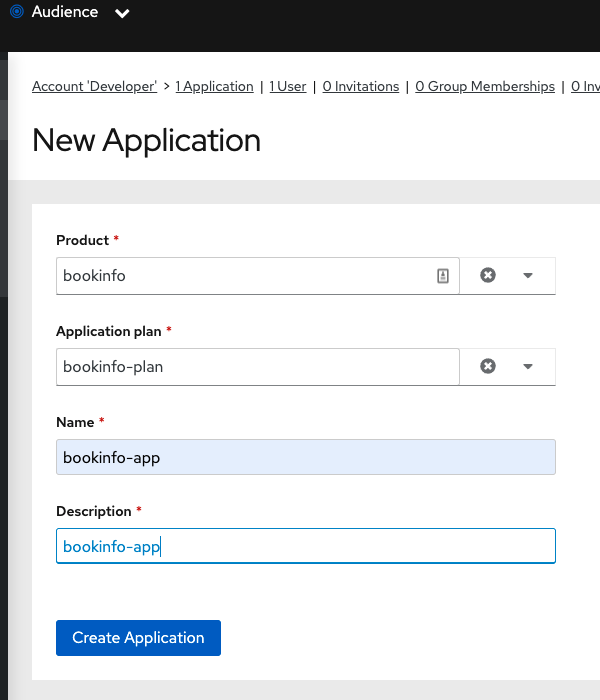 Audience
Account 'Developer' > 1 Application | 1 User | 0 Invitations | 0 Group Memberships | 0 Inv
New Application
Product *
bookinfo
Application plan *
bookinfo-plan
Name *
bookinfo-app
Description *
bookinfo-app
Create Application